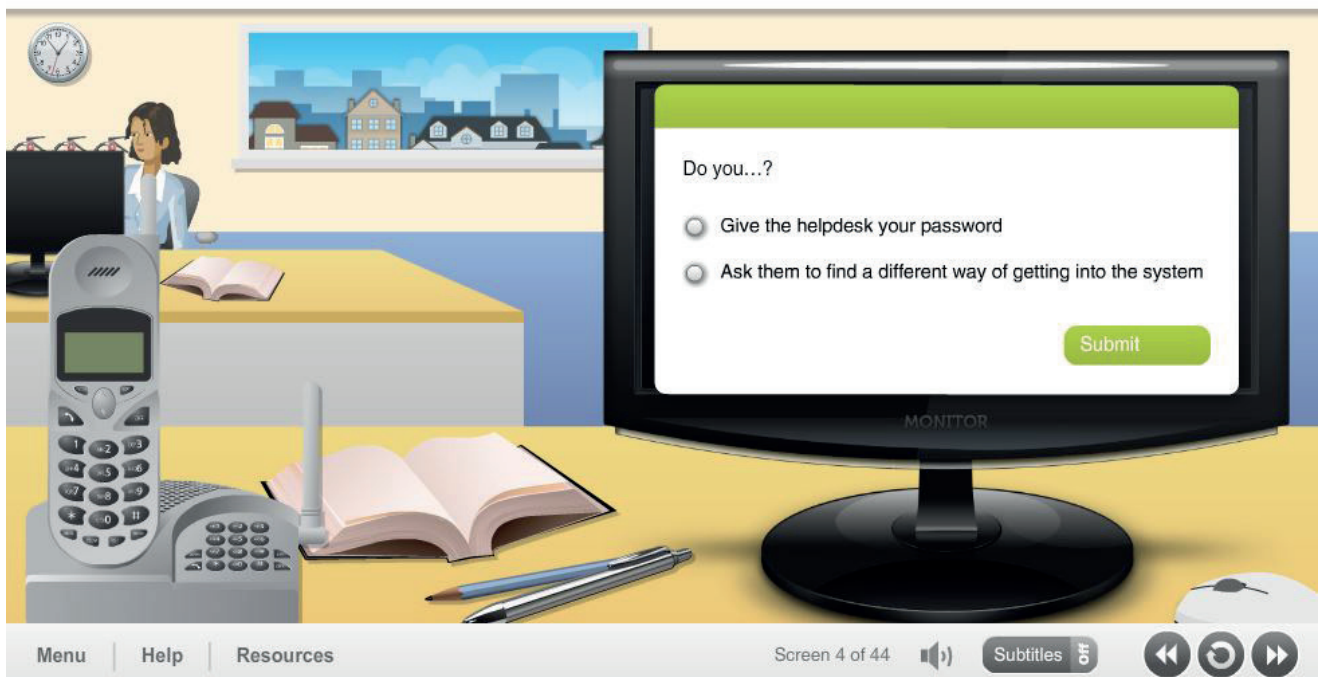 Do you...?
Give the helpdesk your password
Ask them to find a different way of getting into the system
Submit
MONITOR
Menu
Help
Resources
Screen 4 of 44
Subtitles
Off